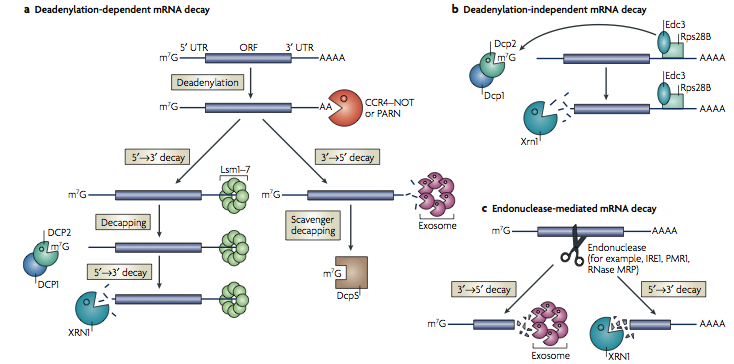 a Deadenylation-dependent mRNA decay
5′ UTR ORF 3′ UTR
m⁷G AAAA
Deadenylation
m⁷G AA
CCR4–NOT
or PARN
5′→3′ decay
3′→5′ decay
Lsm1–7
m⁷G
m⁷G
Exosome
Decapping
Scavenger
decapping
DCP2
m⁷G
DCP1
5′→3′ decay
m⁷G
DcpS
XRN1
b Deadenylation-independent mRNA decay
Edc3
Rps28B
Dcp2
m⁷G
AAAA
Dcp1
Edc3
Rps28B
AAAA
Xrn1
c Endonuclease-mediated mRNA decay
m⁷G AAAA
Endonuclease
(for example, IRE1, PMR1,
RNase MRP)
3′→5′ decay
5′→3′ decay
m⁷G
AAAA
Exosome
XRN1